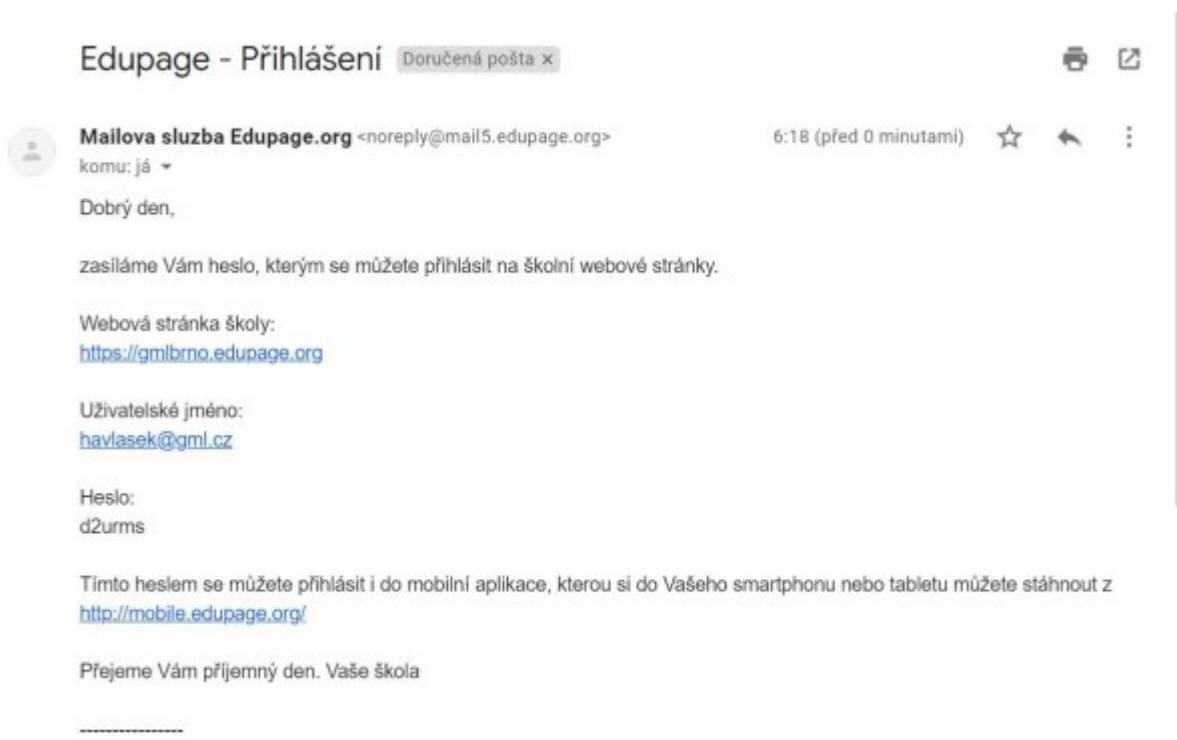 Edupage - Přihlášení Doručená pošta x
Mailova sluzba Edupage.org <noreply@mail5.edupage.org> 6:18 (před 0 minutami)
komu: já
Dobrý den,
zasíláme Vám heslo, kterým se můžete přihlásit na školní webové stránky.
Webová stránka školy:
https://gmlbrno.edupage.org
Uživatelské jméno:
havlasek@gml.cz
Heslo:
d2urms
Tímto heslem se můžete přihlásit i do mobilní aplikace, kterou si do Vašeho smartphonu nebo tabletu můžete stáhnout z
http://mobile.edupage.org/
Přejeme Vám příjemný den. Vaše škola
----------------